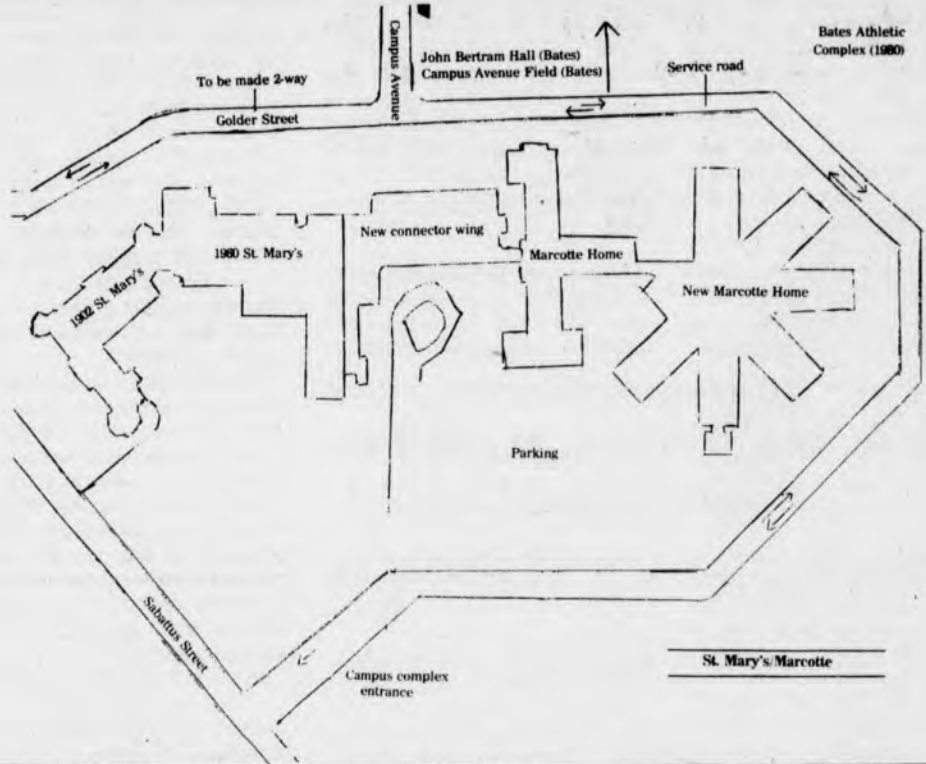 Campus Avenue
Bates Athletic
Complex (1980)
John Bertram Hall (Bates)
Campus Avenue Field (Bates)
Service road
To be made 2-way
Golder Street
New connector wing
1980 St. Mary's
Marcotte Home
1902 St. Mary's
New Marcotte Home
Parking
Sabattus Street
Campus complex
entrance
St. Mary's/Marcotte